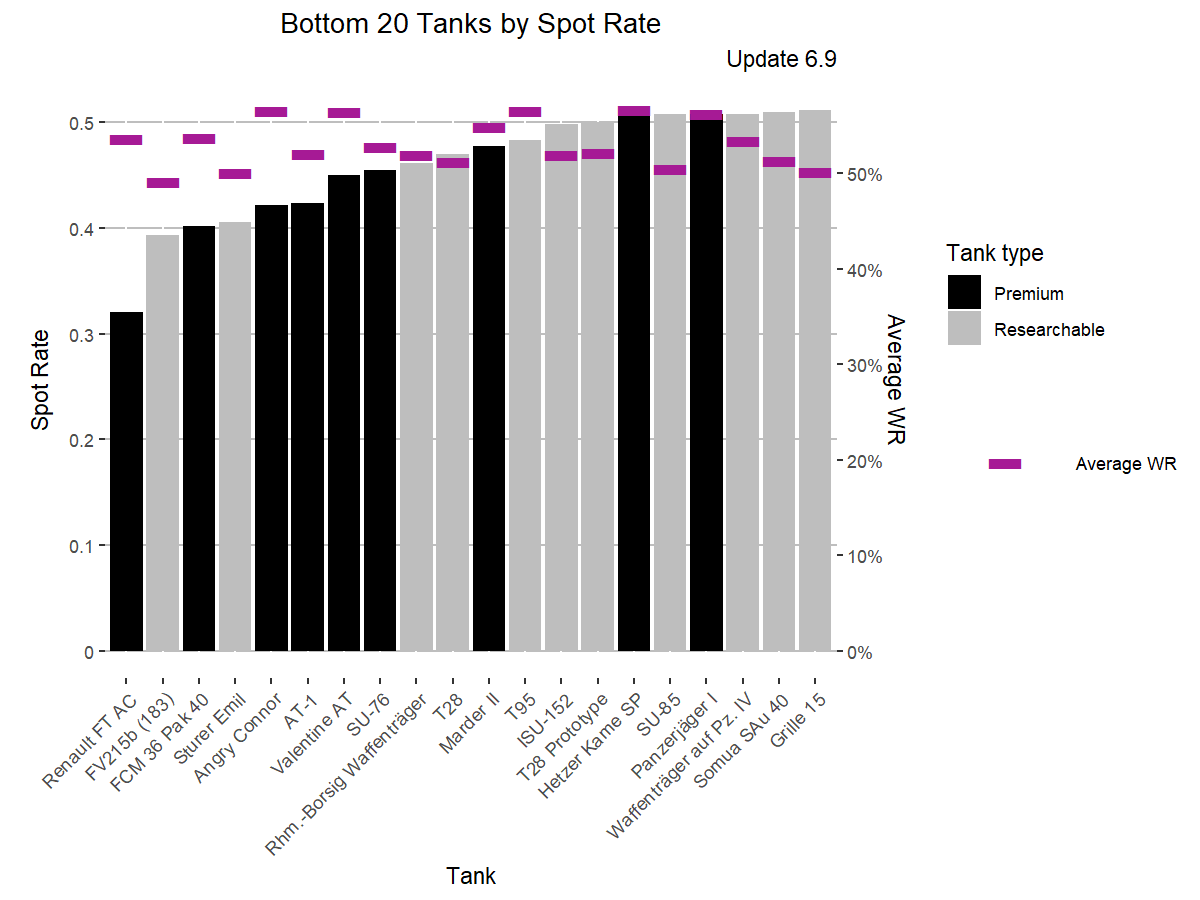 Bottom 20 Tanks by Spot Rate
Update 6.9
0.5
0.4
0.3
0.2
0.1
0
Spot Rate
50%
40%
30%
20%
10%
0%
Average WR
Renault FT AC
FV215b (183)
FCM 36 Pak 40
Sturer Emil
Angry Connor
AT-1
Valentine AT
SU-76
Rhm.-Borsig Waffenträger
T28
Marder II
T95
ISU-152
T28 Prototype
Hetzer Kame SP
SU-85
Panzerjäger I
Waffenträger auf Pz. IV
Somua SAu 40
Grille 15
Tank
Tank type
Premium
Researchable
Average WR